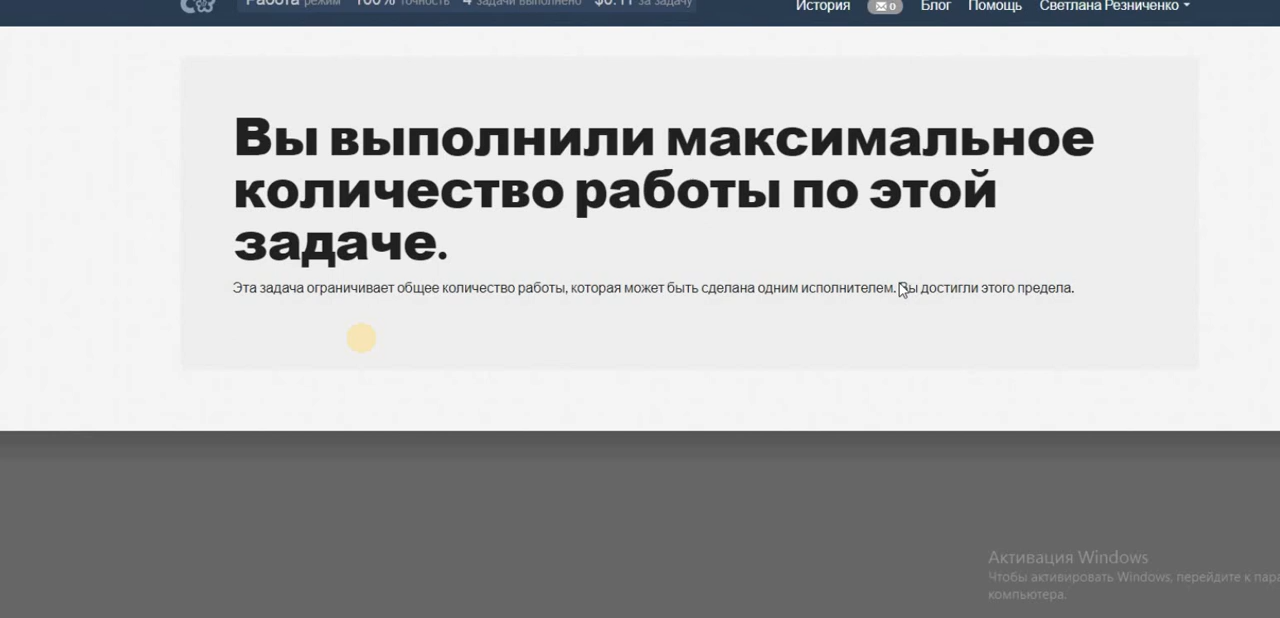 Работа режим 100% точность 4 задачи выполнено $0.11 за задачу
История 0 Блог Помощь Светлана Резниченко
Вы выполнили максимальное
количество работы по этой
задаче.
Эта задача ограничивает общее количество работы, которая может быть сделана одним исполнителем. Вы достигли этого предела.
Активация Windows
Чтобы активировать Windows, перейдите к пара
компьютера.